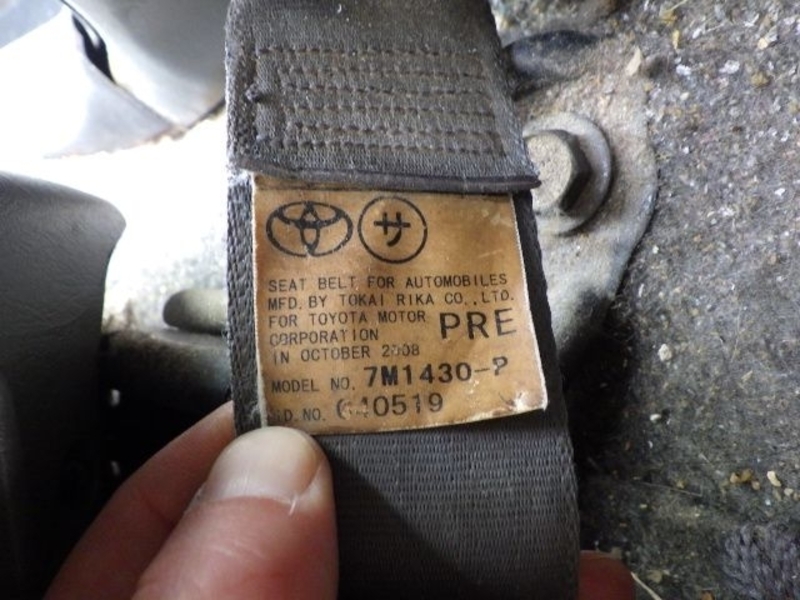 サ
SEAT BELT FOR AUTOMOBILES
MFD. BY TOKAI RIKA CO., LTD.
FOR TOYOTA MOTOR
CORPORATION
PRE
IN OCTOBER 2008
MODEL NO. 7M1430-P
NO. 640519